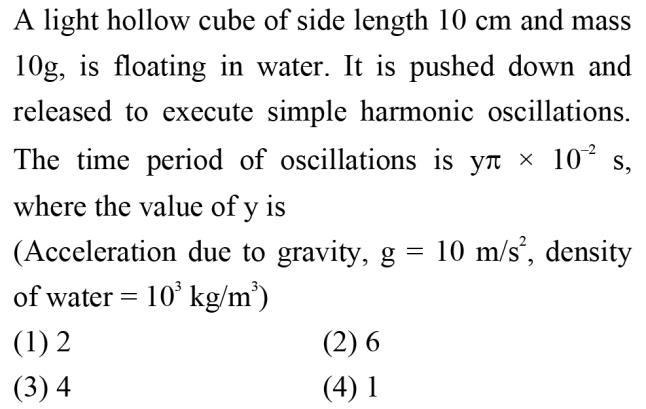 A light hollow cube of side length 10 cm and mass
10g, is floating in water. It is pushed down and
released to execute simple harmonic oscillations.
The time period of oscillations is yπ × 10⁻² s,
where the value of y is
(Acceleration due to gravity, g = 10 m/s², density
of water = 10³ kg/m³)
(1) 2 (2) 6
(3) 4 (4) 1